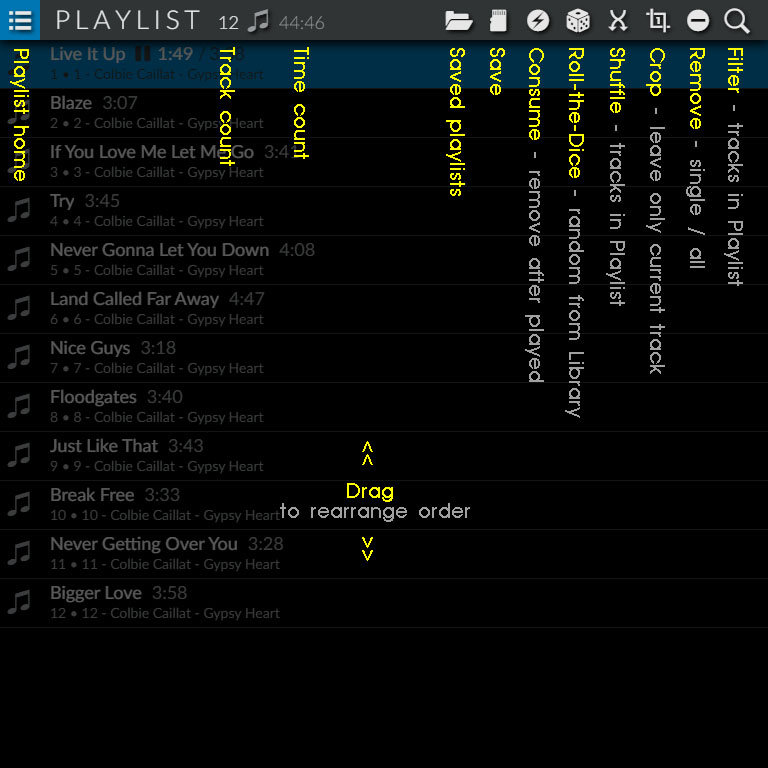 PLAYLIST 12 44:46
Playlist home
Track count
Time count
Saved playlists
Save
Consume - remove after played
Roll-the-Dice - random from Library
Shuffle - tracks in Playlist
Crop - leave only current track
Remove - single / all
Filter - tracks in Playlist
Live It Up 1:49 /
1 • 1 - Colbie Caillat - Gypsy Heart
Blaze 3:07
2 • 2 - Colbie Caillat - Gypsy Heart
If You Love Me Let Me Go
3 • 3 - Colbie Caillat - Gypsy Heart
Try 3:45
4 • 4 - Colbie Caillat - Gypsy Heart
Never Gonna Let You Down 4:08
5 • 5 - Colbie Caillat - Gypsy Heart
Land Called Far Away 4:47
6 • 6 - Colbie Caillat - Gypsy Heart
Nice Guys 3:18
7 • 7 - Colbie Caillat - Gypsy Heart
Floodgates 3:40
8 • 8 - Colbie Caillat - Gypsy Heart
Just Like That 3:43
9 • 9 - Colbie Caillat - Gypsy Heart
Break Free 3:33
10 • 10 - Colbie Caillat - Gypsy Heart
Drag
to rearrange order
Never Getting Over You 3:28
11 • 11 - Colbie Caillat - Gypsy Heart
Bigger Love 3:58
12 • 12 - Colbie Caillat - Gypsy Heart